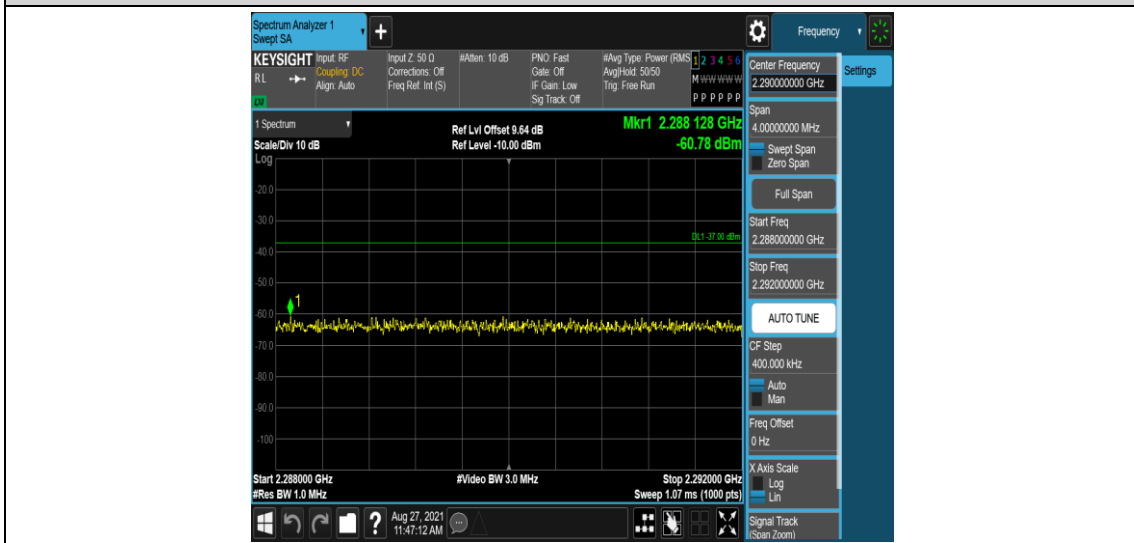 Spectrum Analyzer 1
Swept SA
+
Frequency
KEYSIGHT
RL
LXI
Input: RF
Coupling: DC
Align: Auto
Input Z: 50 Ω
Corrections: Off
Freq Ref: Int (S)
#Atten: 10 dB
PNO: Fast
Gate: Off
IF Gain: Low
Sig Track: Off
#Avg Type: Power (RMS
Avg|Hold: 50/50
Trig: Free Run
1 2 3 4 5 6
M W W W W W
P P P P P P
1 Spectrum
Scale/Div 10 dB
Ref Lvl Offset 9.64 dB
Ref Level -10.00 dBm
Mkr1 2.288 128 GHz
-60.78 dBm
Log
-20.0
-30.0
DL1 -37.00 dBm
-40.0
-50.0
1
-60.0
-70.0
-80.0
-90.0
-100
Start 2.288000 GHz
#Res BW 1.0 MHz
#Video BW 3.0 MHz
Stop 2.292000 GHz
Sweep 1.07 ms (1000 pts)
?
Aug 27, 2021
11:47:12 AM
Center Frequency
2.290000000 GHz
Settings
Span
4.00000000 MHz
Swept Span
Zero Span
Full Span
Start Freq
2.288000000 GHz
Stop Freq
2.292000000 GHz
AUTO TUNE
CF Step
400.000 kHz
Auto
Man
Freq Offset
0 Hz
X Axis Scale
Log
Lin
Signal Track
(Span Zoom)